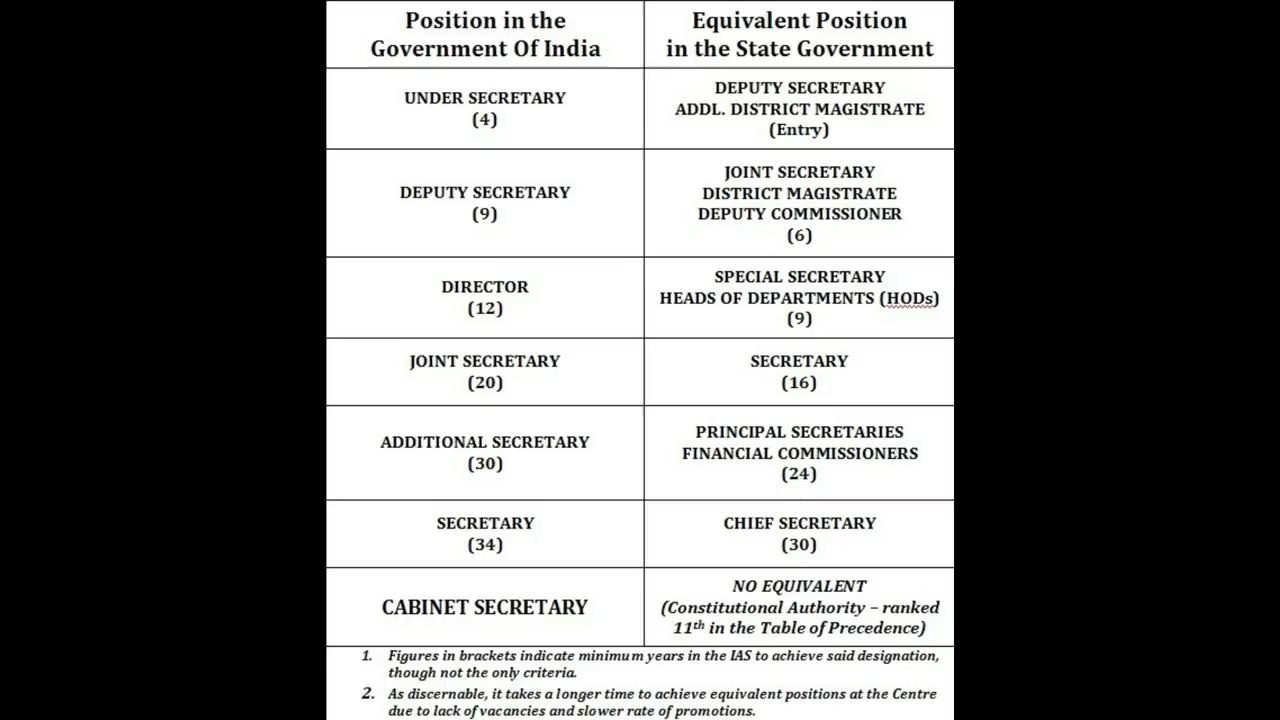 Position in the
Government Of India
Equivalent Position
in the State Government
UNDER SECRETARY
(4)
DEPUTY SECRETARY
ADDL. DISTRICT MAGISTRATE
(Entry)
DEPUTY SECRETARY
(9)
JOINT SECRETARY
DISTRICT MAGISTRATE
DEPUTY COMMISSIONER
(6)
DIRECTOR
(12)
SPECIAL SECRETARY
HEADS OF DEPARTMENTS (HODs)
(9)
JOINT SECRETARY
(20)
SECRETARY
(16)
ADDITIONAL SECRETARY
(30)
PRINCIPAL SECRETARIES
FINANCIAL COMMISSIONERS
(24)
SECRETARY
(34)
CHIEF SECRETARY
(30)
CABINET SECRETARY
NO EQUIVALENT
(Constitutional Authority – ranked
11th in the Table of Precedence)
1. Figures in brackets indicate minimum years in the IAS to achieve said designation,
though not the only criteria.
2. As discernable, it takes a longer time to achieve equivalent positions at the Centre
due to lack of vacancies and slower rate of promotions.